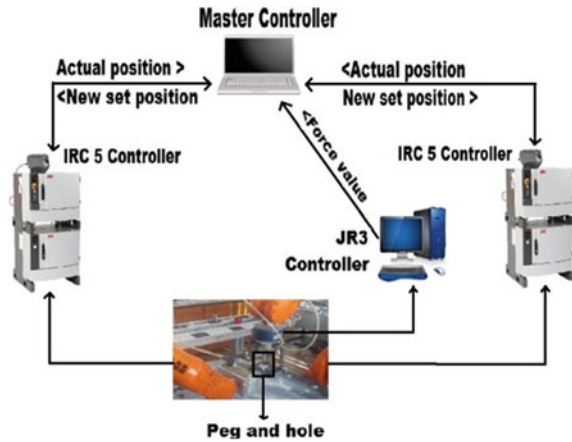 Master Controller
Actual position >
<New set position
<Actual position
New set position >
<Force value
IRC 5 Controller
IRC 5 Controller
JR3
Controller
Peg and hole